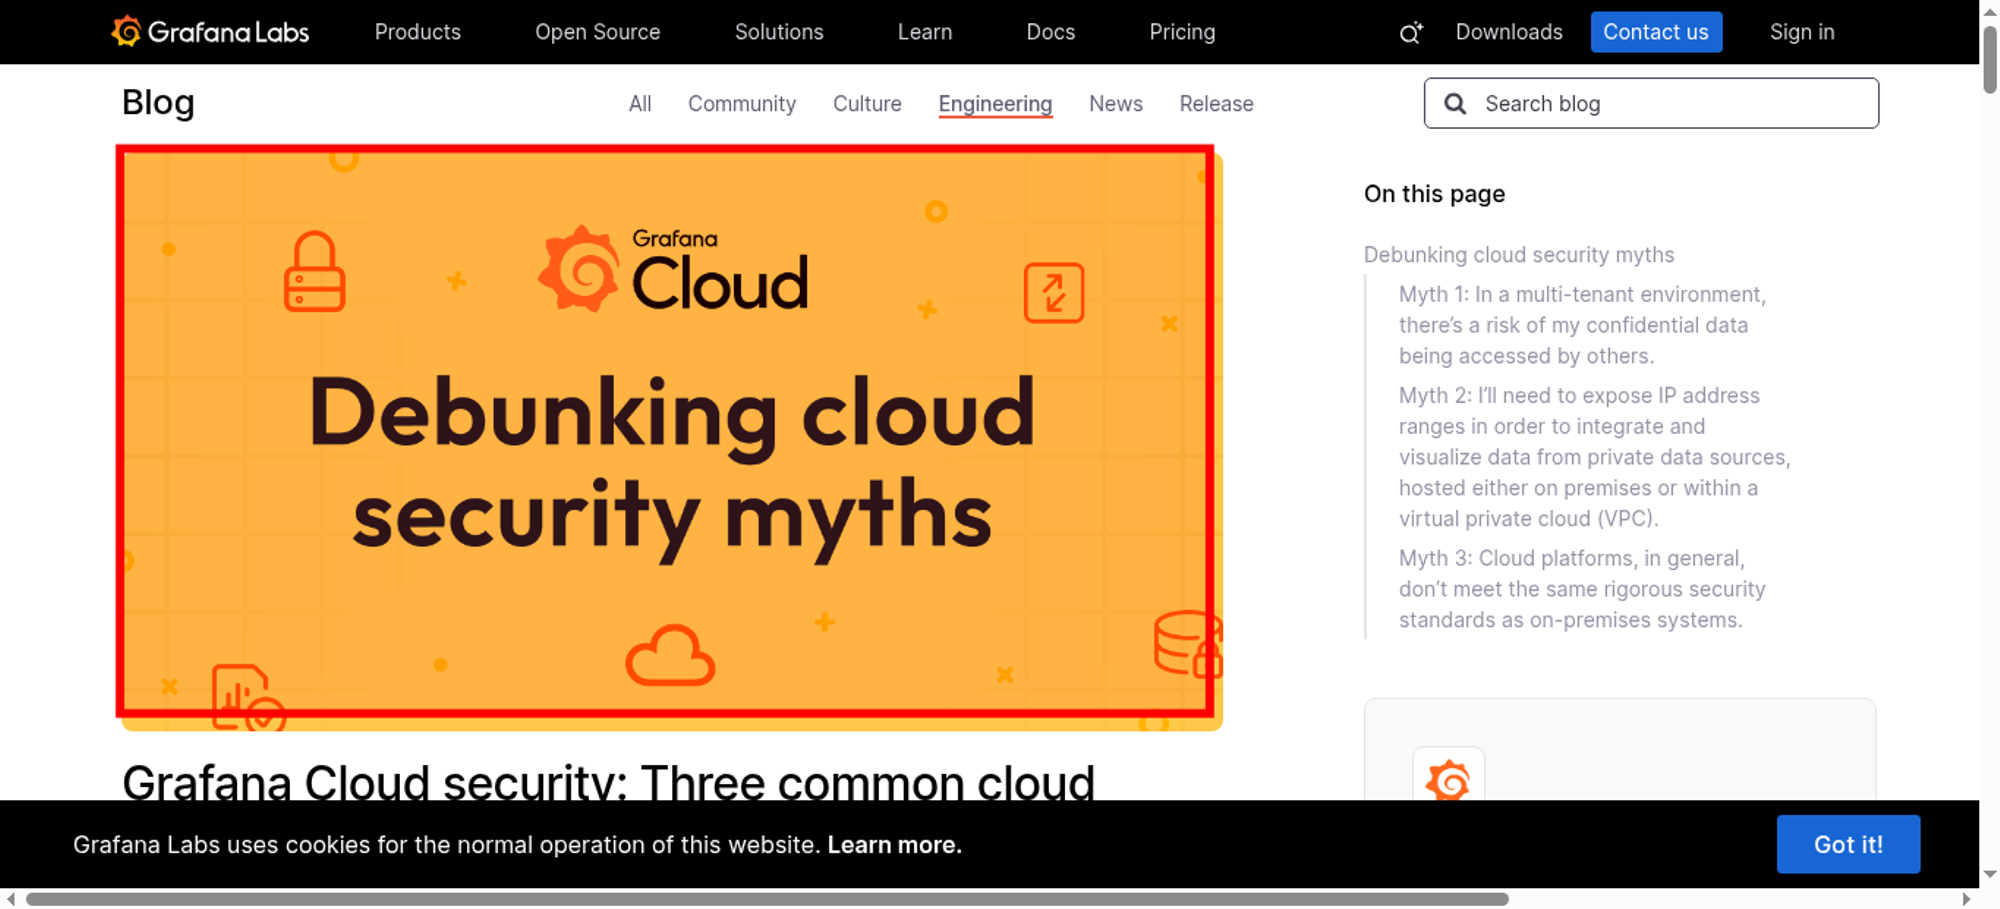 Grafana Labs
Products
Open Source
Solutions
Learn
Docs
Pricing
Downloads
Contact us
Sign in
Blog
All
Community
Culture
Engineering
News
Release
Search blog
Grafana
Cloud
Debunking cloud
security myths
On this page
Debunking cloud security myths
Myth 1: In a multi-tenant environment,
there’s a risk of my confidential data
being accessed by others.
Myth 2: I’ll need to expose IP address
ranges in order to integrate and
visualize data from private data sources,
hosted either on premises or within a
virtual private cloud (VPC).
Myth 3: Cloud platforms, in general,
don’t meet the same rigorous security
standards as on-premises systems.
Grafana Cloud security: Three common cloud
Grafana Labs uses cookies for the normal operation of this website. Learn more.
Got it!